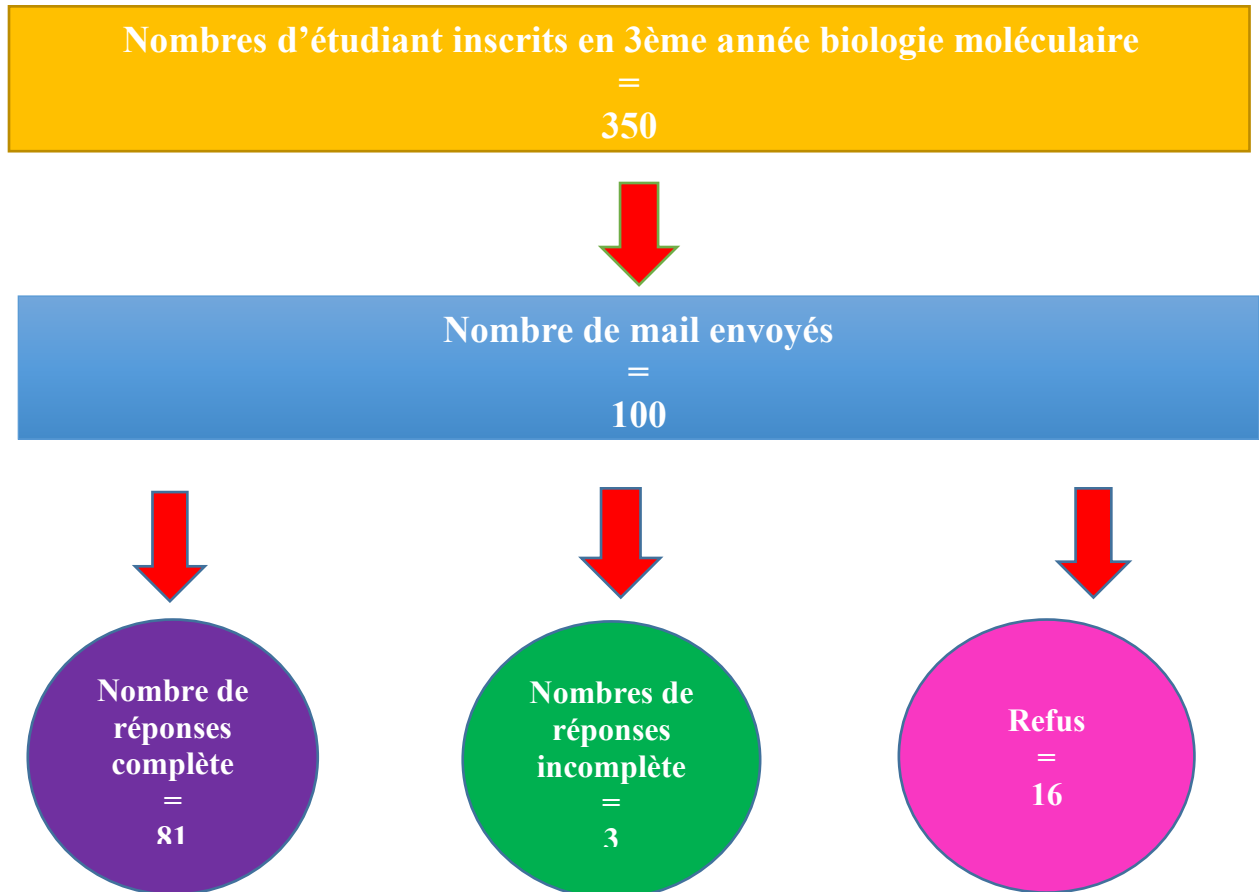 Nombres d’étudiant inscrits en 3ème année biologie moléculaire
=
350
Nombre de mail envoyés
=
100
Nombre de
réponses
complète
=
81
Nombres de
réponses
incomplète
=
3
Refus
=
16